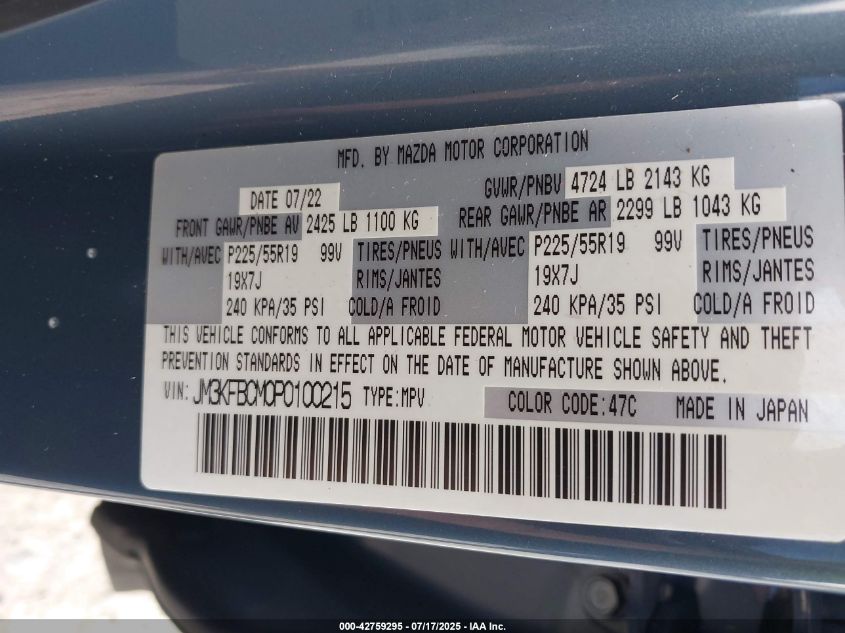 MFD. BY MAZDA MOTOR CORPORATION
DATE 07/22 GVWR/PNBV 4724 LB 2143 KG
FRONT GAWR/PNBE AV 2425 LB 1100 KG REAR GAWR/PNBE AR 2299 LB 1043 KG
WITH/AVEC P225/55R19 99V TIRES/PNEUS WITH/AVEC P225/55R19 99V TIRES/PNEUS
19X7J RIMS/JANTES 19X7J RIMS/JANTES
240 KPA/35 PSI COLD/A FROID 240 KPA/35 PSI COLD/A FROID
THIS VEHICLE CONFORMS TO ALL APPLICABLE FEDERAL MOTOR VEHICLE SAFETY AND THEFT
PREVENTION STANDARDS IN EFFECT ON THE DATE OF MANUFACTURE SHOWN ABOVE.
VIN: JM3KFBCM0P0100215 TYPE:MPV COLOR CODE:47C MADE IN JAPAN
000-42759295 - 07/17/2025 - IAA Inc.